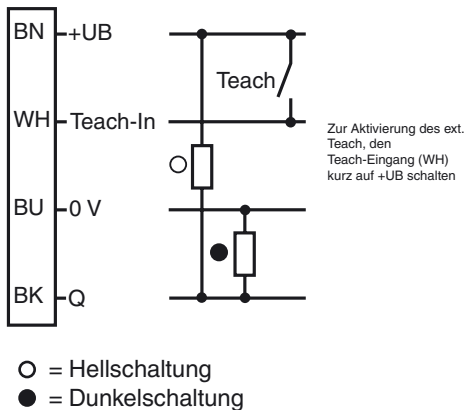 BN +UB
Teach
WH Teach-In
Zur Aktivierung des ext.
Teach, den
Teach-Eingang (WH)
kurz auf +UB schalten
BU 0 V
BK Q
= Hellschaltung
= Dunkelschaltung